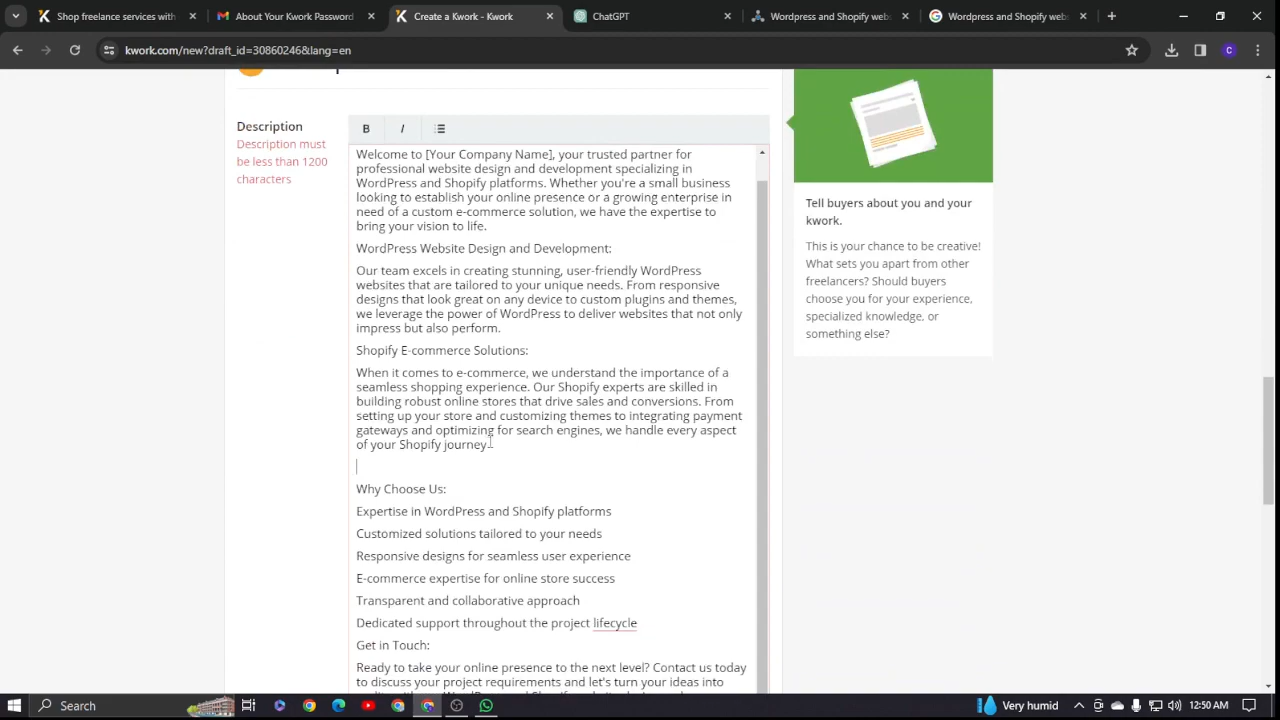 Shop freelance services with
About Your Kwork Password
Create a Kwork - Kwork
ChatGPT
Wordpress and Shopify web
Wordpress and Shopify web
kwork.com/new?draft_id=30860246&lang=en
C
Description
Description must
be less than 1200
characters
B I
Welcome to [Your Company Name], your trusted partner for
professional website design and development specializing in
WordPress and Shopify platforms. Whether you're a small business
looking to establish your online presence or a growing enterprise in
need of a custom e-commerce solution, we have the expertise to
bring your vision to life.
WordPress Website Design and Development:
Our team excels in creating stunning, user-friendly WordPress
websites that are tailored to your unique needs. From responsive
designs that look great on any device to custom plugins and themes,
we leverage the power of WordPress to deliver websites that not only
impress but also perform.
Shopify E-commerce Solutions:
When it comes to e-commerce, we understand the importance of a
seamless shopping experience. Our Shopify experts are skilled in
building robust online stores that drive sales and conversions. From
setting up your store and customizing themes to integrating payment
gateways and optimizing for search engines, we handle every aspect
of your Shopify journey.
Why Choose Us:
Expertise in WordPress and Shopify platforms
Customized solutions tailored to your needs
Responsive designs for seamless user experience
E-commerce expertise for online store success
Transparent and collaborative approach
Dedicated support throughout the project lifecycle
Get in Touch:
Ready to take your online presence to the next level? Contact us today
to discuss your project requirements and let's turn your ideas into
Tell buyers about you and your
kwork.
This is your chance to be creative!
What sets you apart from other
freelancers? Should buyers
choose you for your experience,
specialized knowledge, or
something else?
Search
Very humid
12:50 AM